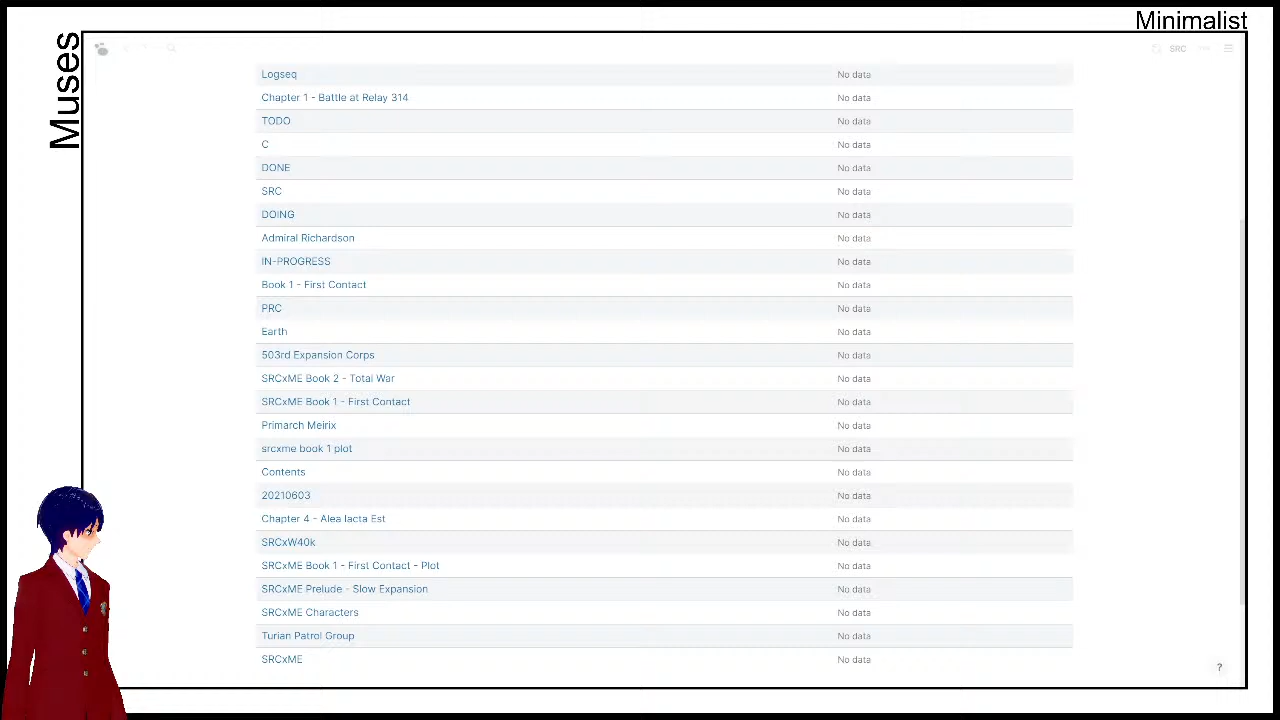 Minimalist
Muses
SRC
Logseq No data
Chapter 1 - Battle at Relay 314 No data
TODO No data
C No data
DONE No data
SRC No data
DOING No data
Admiral Richardson No data
IN-PROGRESS No data
Book 1 - First Contact No data
PRC No data
Earth No data
503rd Expansion Corps No data
SRCxME Book 2 - Total War No data
SRCxME Book 1 - First Contact No data
Primarch Meirix No data
srcxme book 1 plot No data
Contents No data
20210603 No data
Chapter 4 - Alea Iacta Est No data
SRCxW40k No data
SRCxME Book 1 - First Contact - Plot No data
SRCxME Prelude - Slow Expansion No data
SRCxME Characters No data
Turian Patrol Group No data
SRCxME No data
?